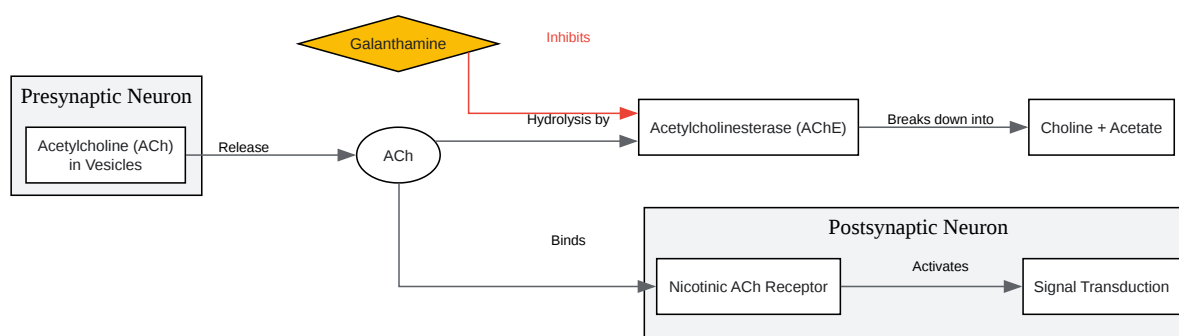 Galanthamine
Inhibits
Presynaptic Neuron
Acetylcholine (ACh)
in Vesicles
Release
ACh
Hydrolysis by
Acetylcholinesterase (AChE)
Breaks down into
Choline + Acetate
Postsynaptic Neuron
Binds
Nicotinic ACh Receptor
Activates
Signal Transduction